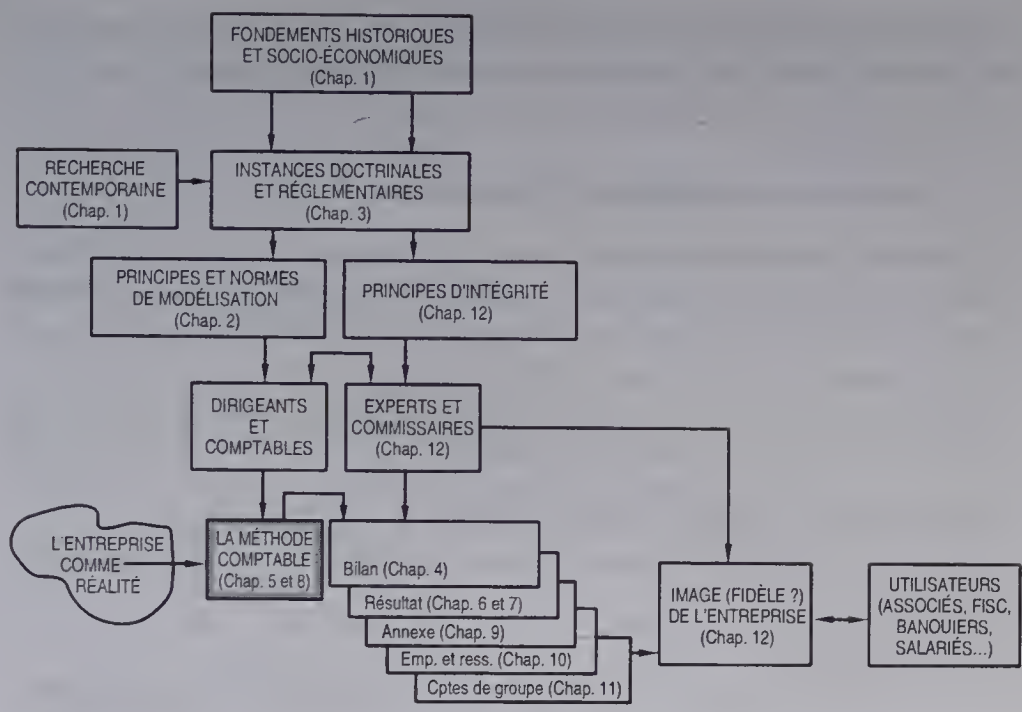 FONDEMENTS HISTORIOUES
ET SOCIO-ÉCONOMIQUES
(Chap. 1)
RECHERCHE
CONTEMPORAINE
(Chap. 1)
INSTANCES DOCTRINALES
ET RÉGLEMENTAIRES
(Chap. 3)
PRINCIPES ET NORMES
DE MODÉLISATION
(Chap. 2)
PRINCIPES D'INTÉGRITÉ
(Chap. 12)
DIRIGEANTS
ET
COMPTABLES
EXPERTS ET
COMMISSAIRES
(Chap. 12)
L'ENTREPRISE
COMME
RÉALITÉ
LA MÉTHODE
COMPTABLE
(Chap. 5 et 8)
Bilan (Chap. 4)
Résultat (Chap. 6 et 7)
Annexe (Chap. 9)
Emp. et ress. (Chap. 10)
Cptes de groupe (Chap. 11)
IMAGE (FIDÈLE ?)
DE L'ENTREPRISE
(Chap. 12)
UTILISATEURS
(ASSOCIÉS, FISC,
BANOUIERS,
SALARIÉS...)